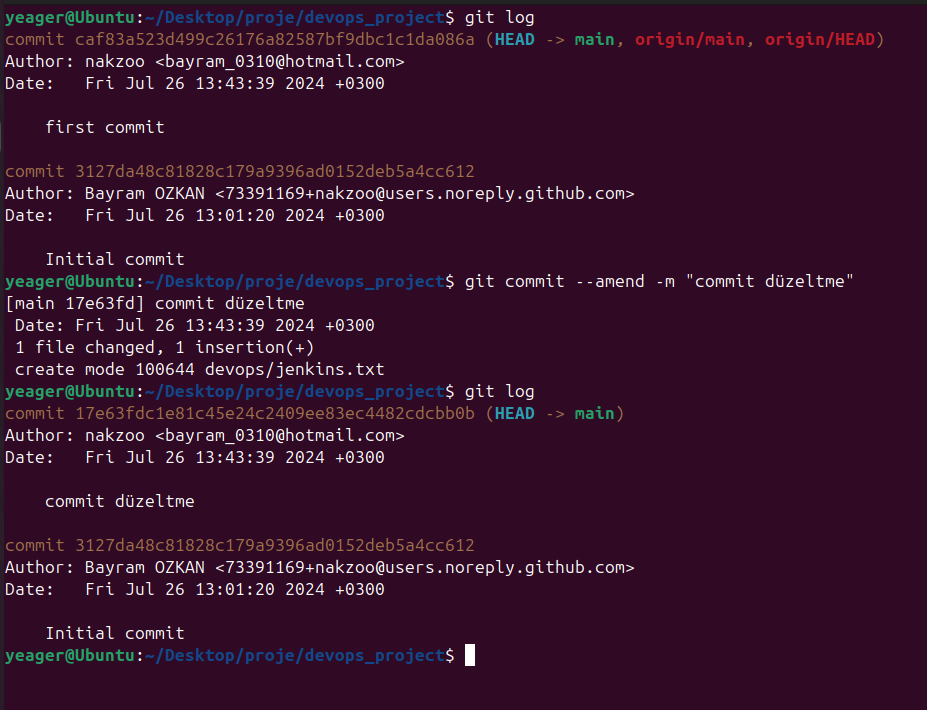 yeager@Ubuntu:~/Desktop/proje/devops_project$ git log
commit caf83a523d499c26176a82587bf9dbc1c1da086a (HEAD -> main, origin/main, origin/HEAD)
Author: nakzoo <bayram_0310@hotmail.com>
Date:   Fri Jul 26 13:43:39 2024 +0300
    first commit
commit 3127da48c81828c179a9396ad0152deb5a4cc612
Author: Bayram OZKAN <73391169+nakzoo@users.noreply.github.com>
Date:   Fri Jul 26 13:01:20 2024 +0300
    Initial commit
yeager@Ubuntu:~/Desktop/proje/devops_project$ git commit --amend -m "commit düzeltme"
[main 17e63fd] commit düzeltme
 Date: Fri Jul 26 13:43:39 2024 +0300
 1 file changed, 1 insertion(+)
 create mode 100644 devops/jenkins.txt
yeager@Ubuntu:~/Desktop/proje/devops_project$ git log
commit 17e63fdc1e81c45e24c2409ee83ec4482cdcbb0b (HEAD -> main)
Author: nakzoo <bayram_0310@hotmail.com>
Date:   Fri Jul 26 13:43:39 2024 +0300
    commit düzeltme
commit 3127da48c81828c179a9396ad0152deb5a4cc612
Author: Bayram OZKAN <73391169+nakzoo@users.noreply.github.com>
Date:   Fri Jul 26 13:01:20 2024 +0300
    Initial commit
yeager@Ubuntu:~/Desktop/proje/devops_project$